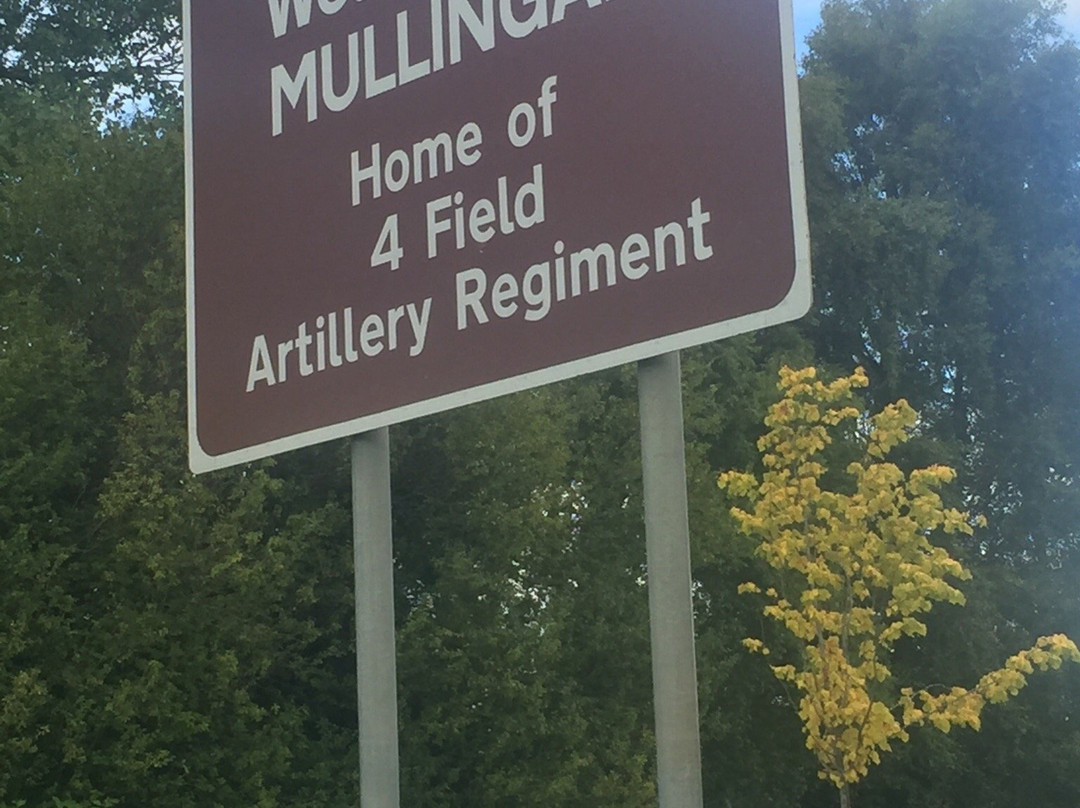 MULLINGA
Home of
4 Field
Artillery Regiment